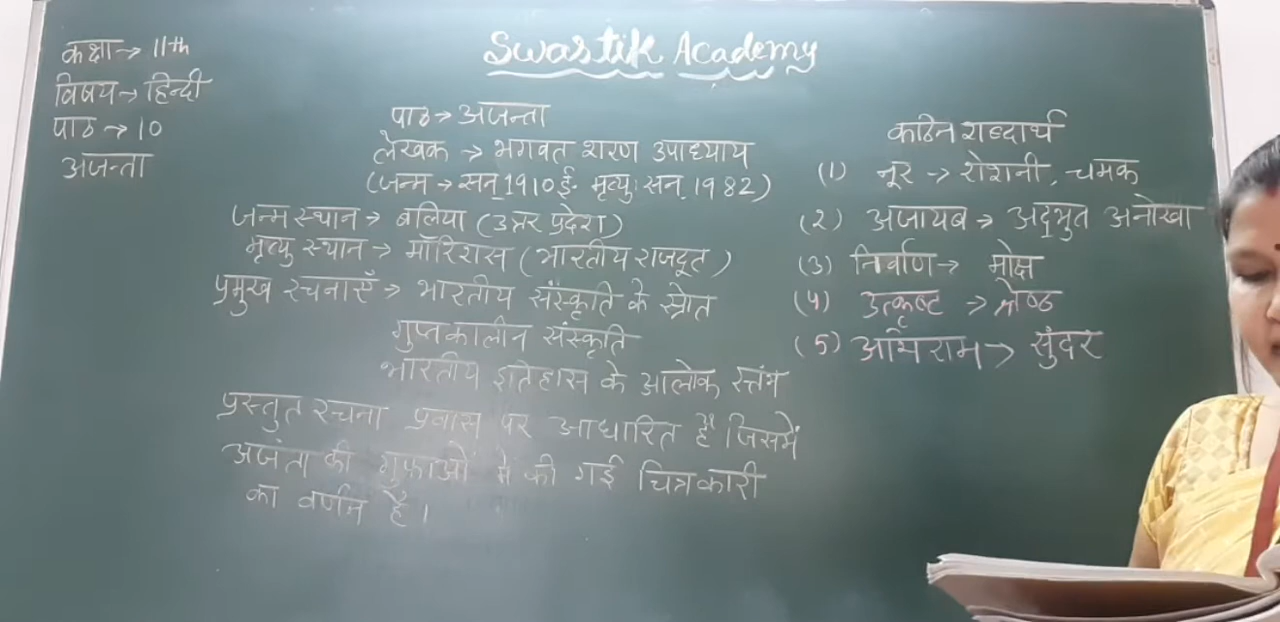 Swastik Academy
कक्षा → 11th
विषय → हिन्दी
पाठ → 10
अजन्ता
पाठ → अजन्ता
लेखक → भगवत शरण उपाध्याय
(जन्म → सन् 1910 ई. मृत्यु: सन्. 1982)
जन्म स्थान → बलिया (उत्तर प्रदेश)
मृत्यु स्थान → मॉरिशस (भारतीय राजदूत)
प्रमुख रचनाएँ → भारतीय संस्कृति के स्रोत
गुप्तकालीन संस्कृति
भारतीय इतिहास के आलोक स्तंभ
प्रस्तुत रचना प्रवास पर आधारित है जिसमें
अजंता की गुफाओं में की गई चित्रकारी
का वर्णन है।
कठिन शब्दार्थ
(1) नूर → रोशनी, चमक
(2) अजायब → अद्भुत अनोखा
(3) निर्वाण → मोक्ष
(4) उत्कृष्ट → श्रेष्ठ
(5) अभिराम → सुंदर